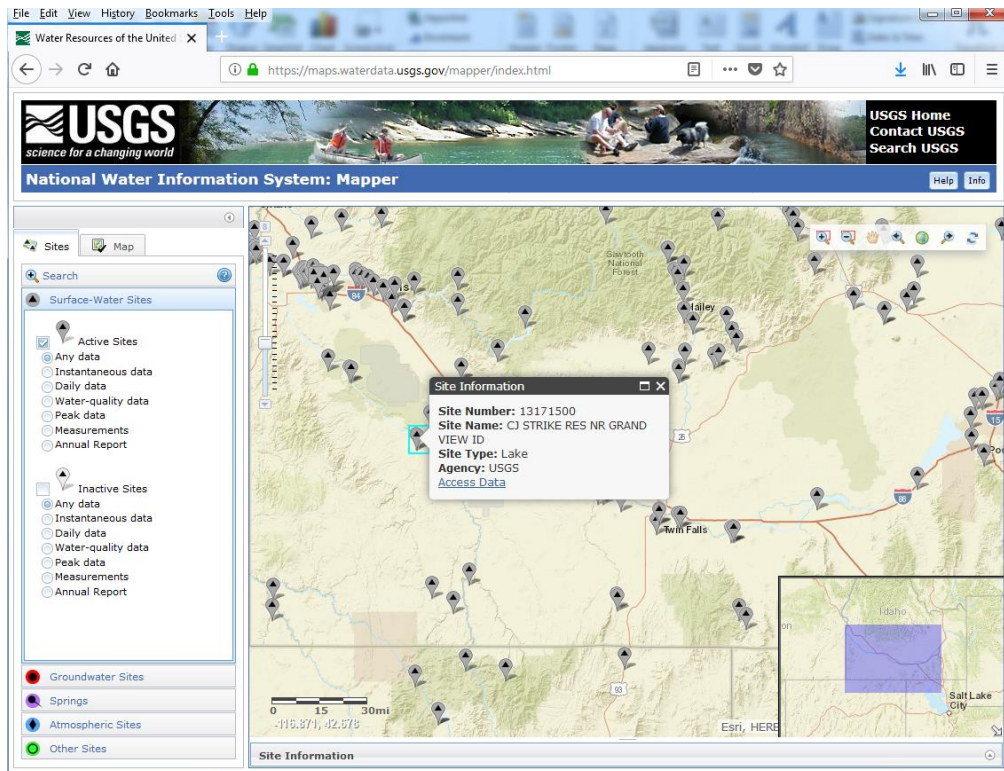 File Edit View History Bookmarks Tools Help
Water Resources of the United S
https://maps.waterdata.usgs.gov/mapper/index.html
USGS
science for a changing world
USGS Home
Contact USGS
Search USGS
National Water Information System: Mapper
Help Info
Sites Map
Search
Surface-Water Sites
Active Sites
Any data
Instantaneous data
Daily data
Water-quality data
Peak data
Measurements
Annual Report
Inactive Sites
Any data
Instantaneous data
Daily data
Water-quality data
Peak data
Measurements
Annual Report
Groundwater Sites
Springs
Atmospheric Sites
Other Sites
8
Sawtooth
National
Forest
84
Hailey
Site Information
Site Number: 13171500
Site Name: CJ STRIKE RES NR GRAND
VIEW ID
Site Type: Lake
Agency: USGS
Access Data
26
15
86
Twin Falls
93
Idaho
Salt Lake
City
0 15 30mi
-116.871, 42.678
Esri, HERE
Site Information